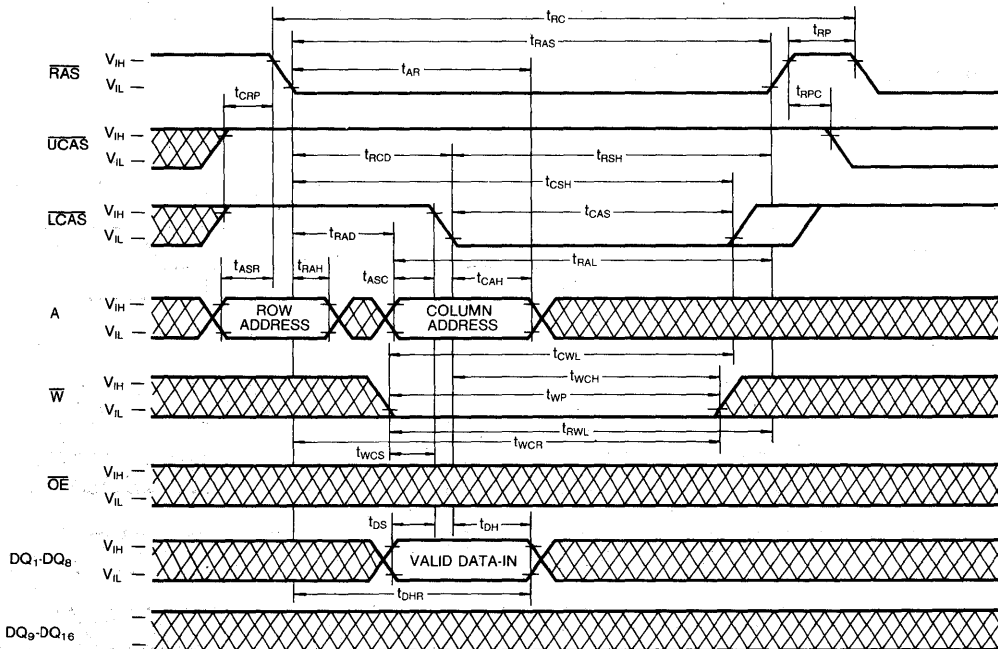 tRC
tRP
tRAS
RAS
VIH
VIL
tAR
tCRP
tRPC
UCAS
VIH
VIL
tRCD
tRSH
tCSH
LCAS
VIH
VIL
tCAS
tRAD
tRAL
tASR
tRAH
tASC
tCAH
A
VIH
VIL
ROW ADDRESS
COLUMN ADDRESS
tCWL
tWCH
W
VIH
VIL
tWP
tRWL
tWCR
tWCS
OE
VIH
VIL
tDS
tDH
DQ1-DQ8
VIH
VIL
VALID DATA-IN
tDHR
DQ9-DQ16